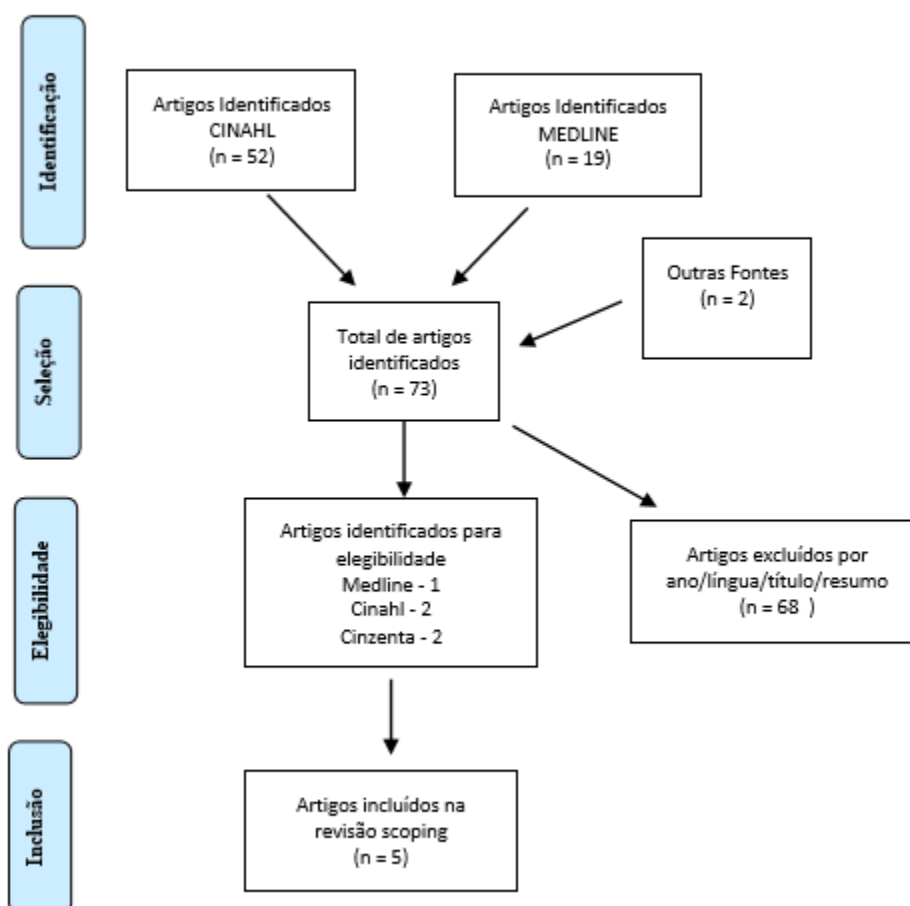 Identificação
Artigos Identificados
CINAHL
(n = 52)
Artigos Identificados
MEDLINE
(n = 19)
Outras Fontes
(n = 2)
Seleção
Total de artigos
identificados
(n = 73)
Elegibilidade
Artigos identificados para
elegibilidade
Medline - 1
Cinahl - 2
Cinzenta - 2
Artigos excluídos por
ano/língua/título/resumo
(n = 68  )
Inclusão
Artigos incluídos na
revisão scoping
(n = 5)